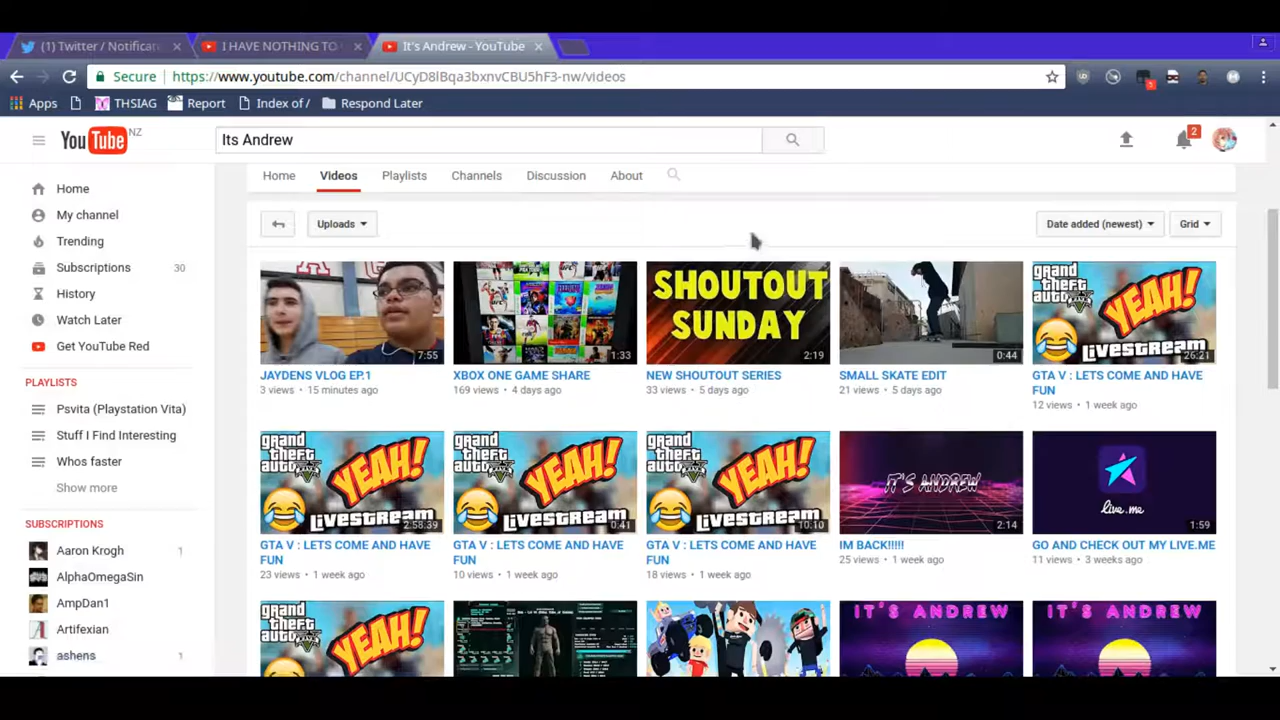 (1) Twitter / Notificat
I HAVE NOTHING TO
It's Andrew - YouTube
Secure
https://www.youtube.com/channel/UCyD8lBqa3bxnvCBU5hF3-nw/videos
5
Apps
THSIAG
Report
Index of /
Respond Later
YouTube NZ
Its Andrew
2
Home
Videos
Playlists
Channels
Discussion
About
Home
My channel
Trending
Subscriptions 30
History
Watch Later
Get YouTube Red
PLAYLISTS
Psvita (Playstation Vita)
Stuff I Find Interesting
Whos faster
Show more
SUBSCRIPTIONS
Aaron Krogh 1
AlphaOmegaSin
AmpDan1
Artifexian
ashens 1
Uploads
Date added (newest)
Grid
7:55
JAYDENS VLOG EP.1
3 views • 15 minutes ago
1:33
XBOX ONE GAME SHARE
169 views • 4 days ago
SHOUTOUT
SUNDAY
2:19
NEW SHOUTOUT SERIES
33 views • 5 days ago
0:44
SMALL SKATE EDIT
21 views • 5 days ago
grand
theft
auto
YEAH!
LIVESTREAM
26:21
GTA V : LETS COME AND HAVE
FUN
12 views • 1 week ago
grand
theft
auto
YEAH!
LIVESTREAM
2:58:39
GTA V : LETS COME AND HAVE
FUN
23 views • 1 week ago
grand
theft
auto
YEAH!
LIVESTREAM
0:41
GTA V : LETS COME AND HAVE
FUN
10 views • 1 week ago
grand
theft
auto
YEAH!
LIVESTREAM
10:10
GTA V : LETS COME AND HAVE
FUN
18 views • 1 week ago
IT'S ANDREW
2:14
IM BACK!!!!!
25 views • 1 week ago
live.me
1:59
GO AND CHECK OUT MY LIVE.ME
11 views • 3 weeks ago
grand
theft
auto
YEAH!
IT'S ANDREW
IT'S ANDREW